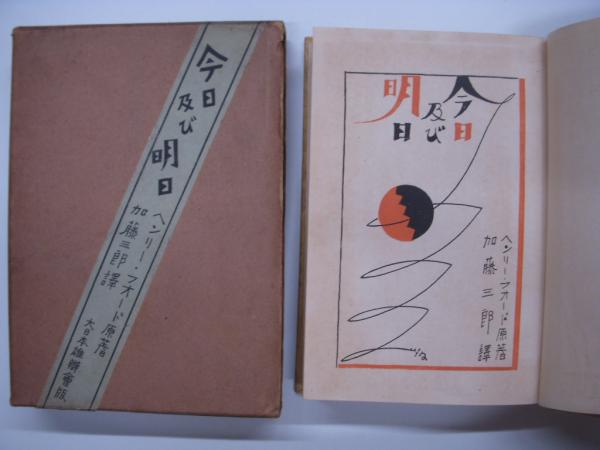 今日
及び
明日
ヘンリー・フオード原著
加藤三郎譯
大日本雄辯會版
今日
及び
明日
ヘンリー・フオード原著
加藤三郎譯